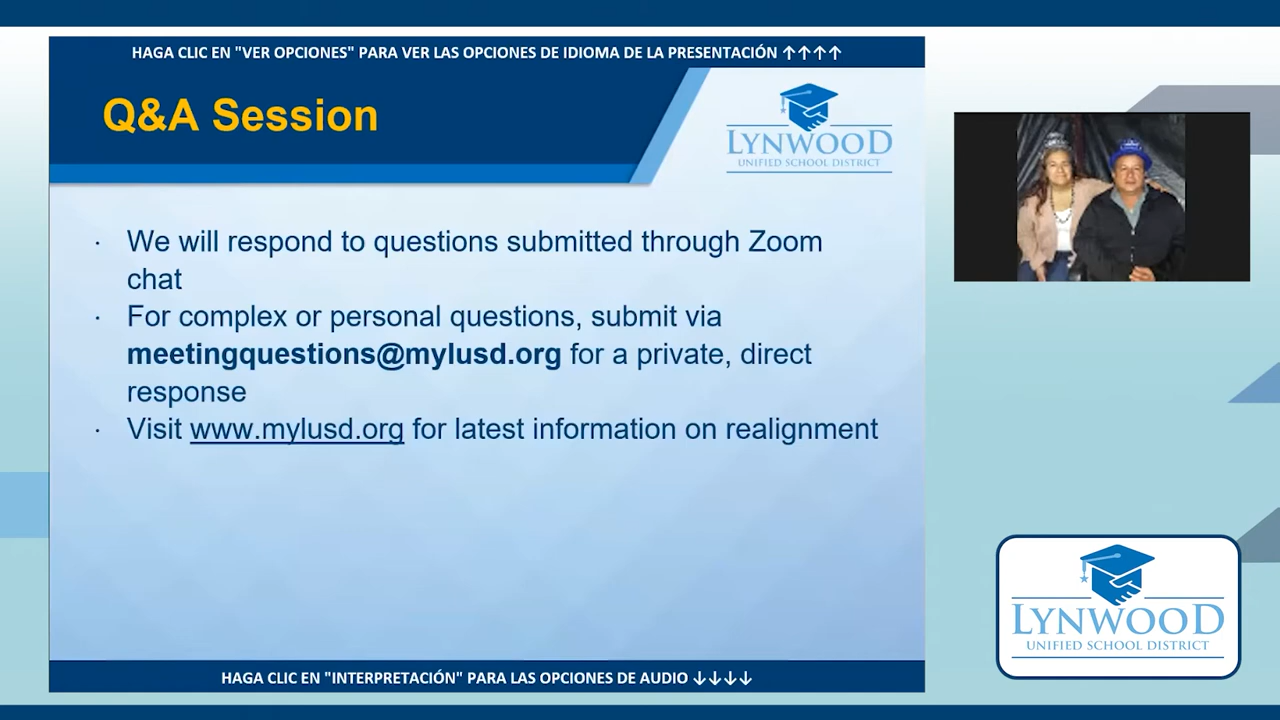 HAGA CLIC EN "VER OPCIONES" PARA VER LAS OPCIONES DE IDIOMA DE LA PRESENTACIÓN ↑↑↑↑
Q&A Session
LYNWOOD
UNIFIED SCHOOL DISTRICT
· We will respond to questions submitted through Zoom
chat
· For complex or personal questions, submit via
meetingquestions@mylusd.org for a private, direct
response
· Visit www.mylusd.org for latest information on realignment
HAGA CLIC EN "INTERPRETACIÓN" PARA LAS OPCIONES DE AUDIO ↓↓↓↓
LYNWOOD
UNIFIED SCHOOL DISTRICT